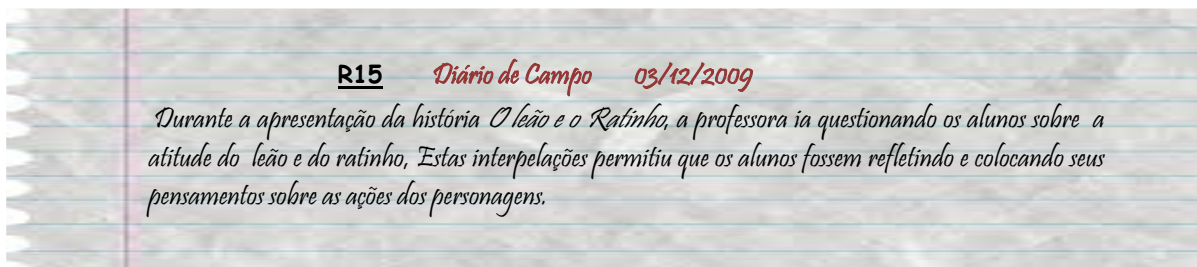 R15 Diário de Campo 03/12/2009
Durante a apresentação da história O leão e o Ratinho, a professora ia questionando os alunos sobre a
atitude do leão e do ratinho, Estas interpelações permitiu que os alunos fossem refletindo e colocando seus
pensamentos sobre as ações dos personagens.